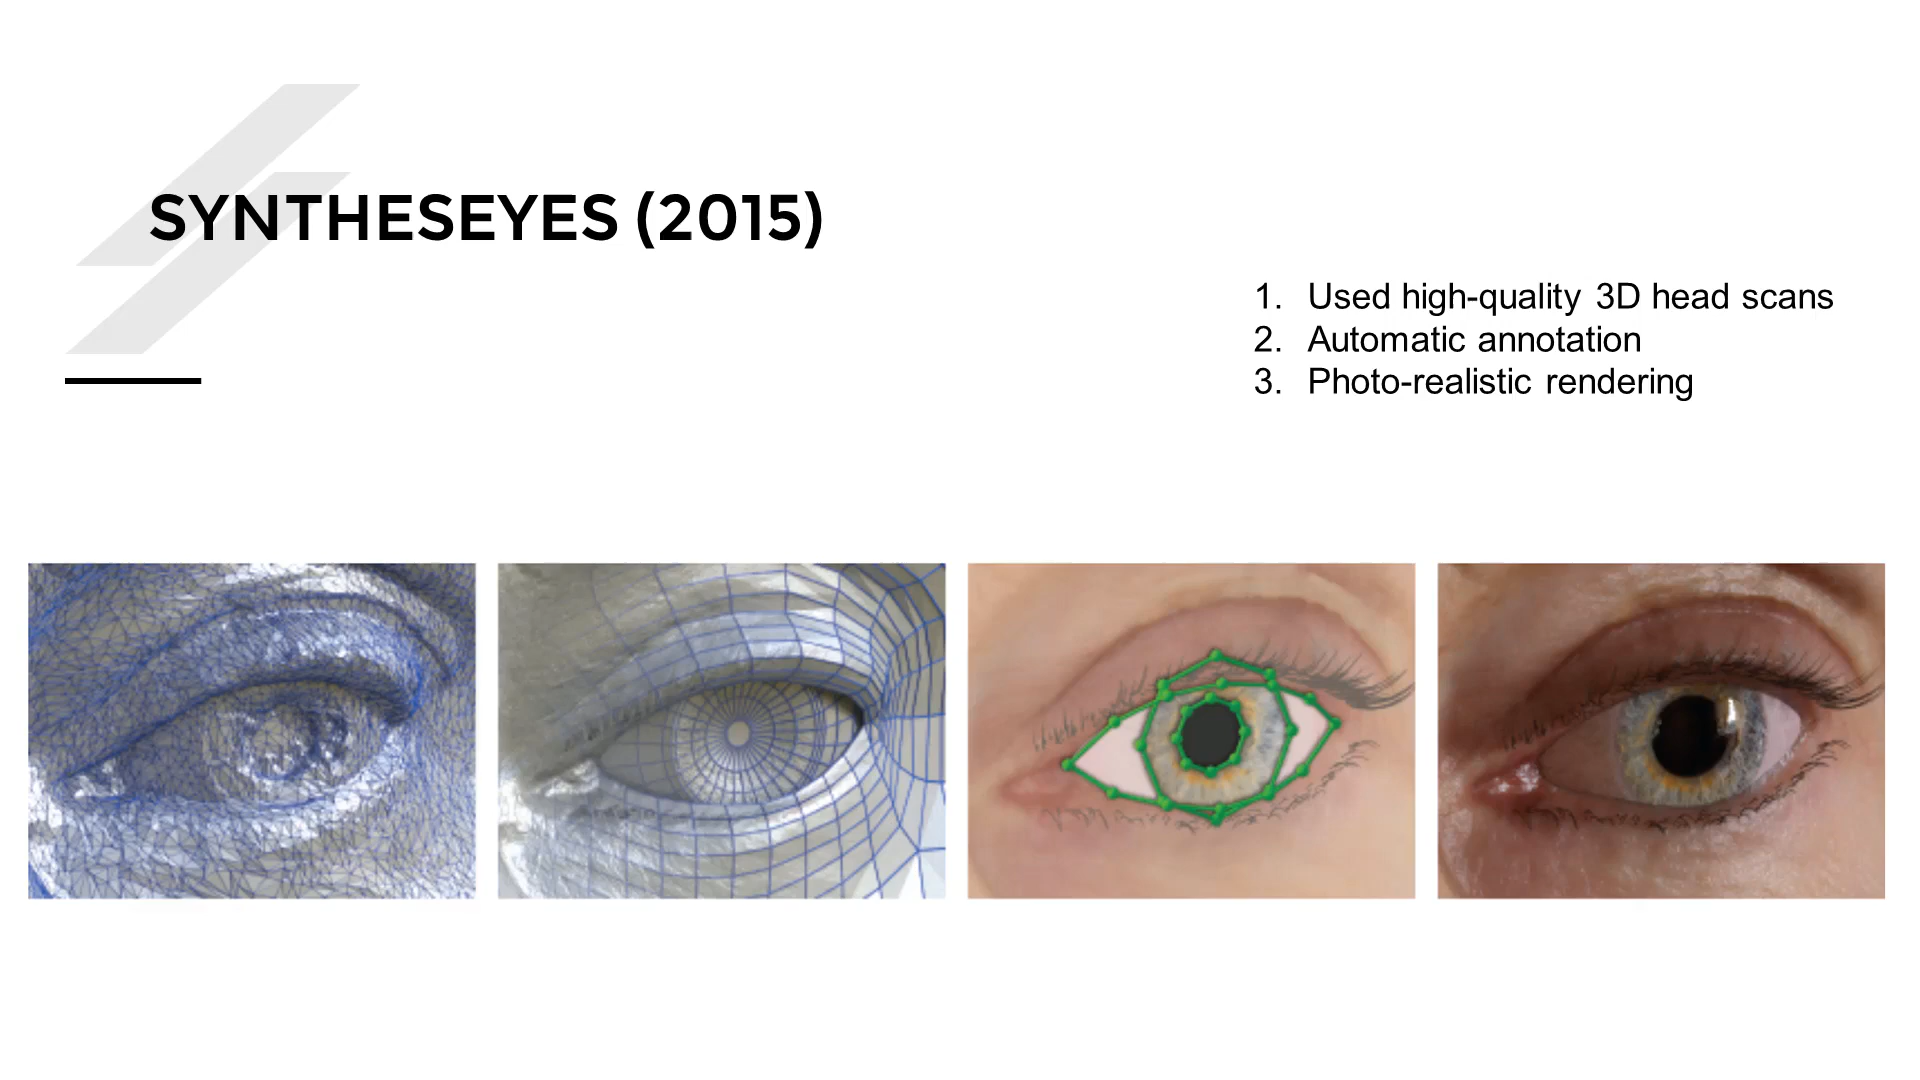 SYNTHESEYES (2015)
1. Used high-quality 3D head scans
2. Automatic annotation
3. Photo-realistic rendering